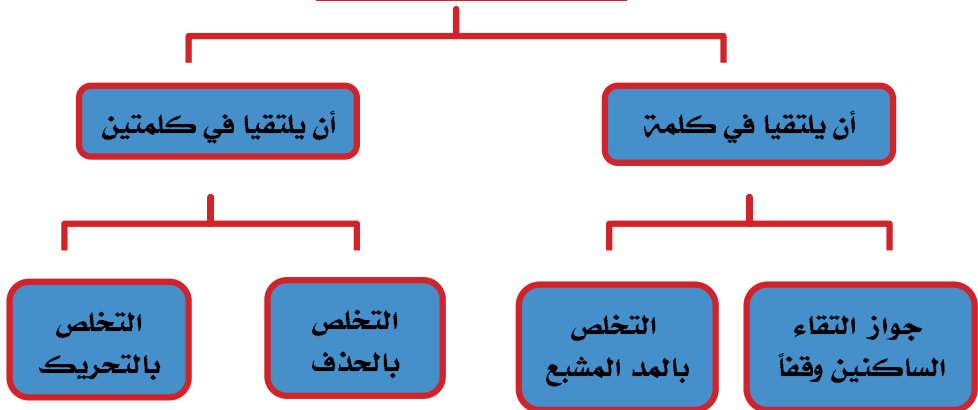 أن يلتقيا في كلمة
أن يلتقيا في كلمتين
جواز التقاء
الساكنين وقفاً
التخلص
بالمد المشبع
التخلص
بالحذف
التخلص
بالتحريك